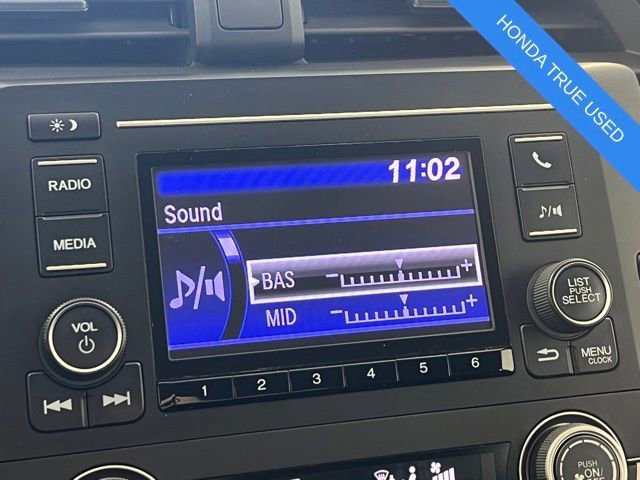 HONDA TRUE USED
11:02
Sound
RADIO
MEDIA
VOL
BAS − +
MID − +
LIST
PUSH
SELECT
MENU
CLOCK
1 2 3 4 5 6
PUSH
ON/